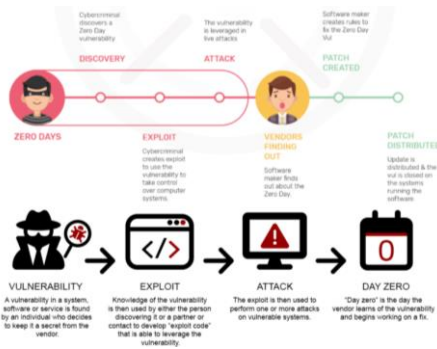 Cybercriminal
discovers a
Zero Day
vulnerability
The vulnerability
is leveraged in
live attacks
Software maker
creates rules to
fix the Zero Day
Vul
DISCOVERY
ATTACK
PATCH
CREATED
ZERO DAYS
EXPLOIT
Cybercriminal
creates exploit
to use the
vulnerability to
take control
over computer
systems.
VENDORS
FINDING
OUT
Software
maker finds
out about the
Zero Day.
PATCH
DISTRIBUTE
Update is
distributed & the
vul is closed on
the systems
running the
software.
</>
0
VULNERABILITY
A vulnerability in a system,
software or service is found
by an individual who decides
to keep it a secret from the
vendor.
EXPLOIT
Knowledge of the vulnerability
is then used by either the person
discovering it or a partner or
contact to develop "exploit code"
that is able to leverage the
vulnerability.
ATTACK
The exploit is then used to
perform one or more attacks
on vulnerable systems.
DAY ZERO
"Day zero" is the day the
vendor learns of the vulnerability
and begins working on a fix.